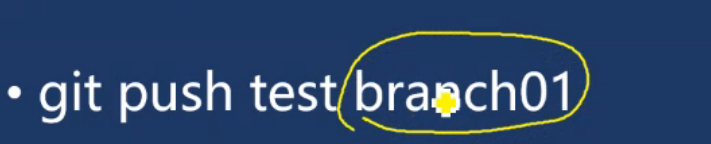 • git push test branch01